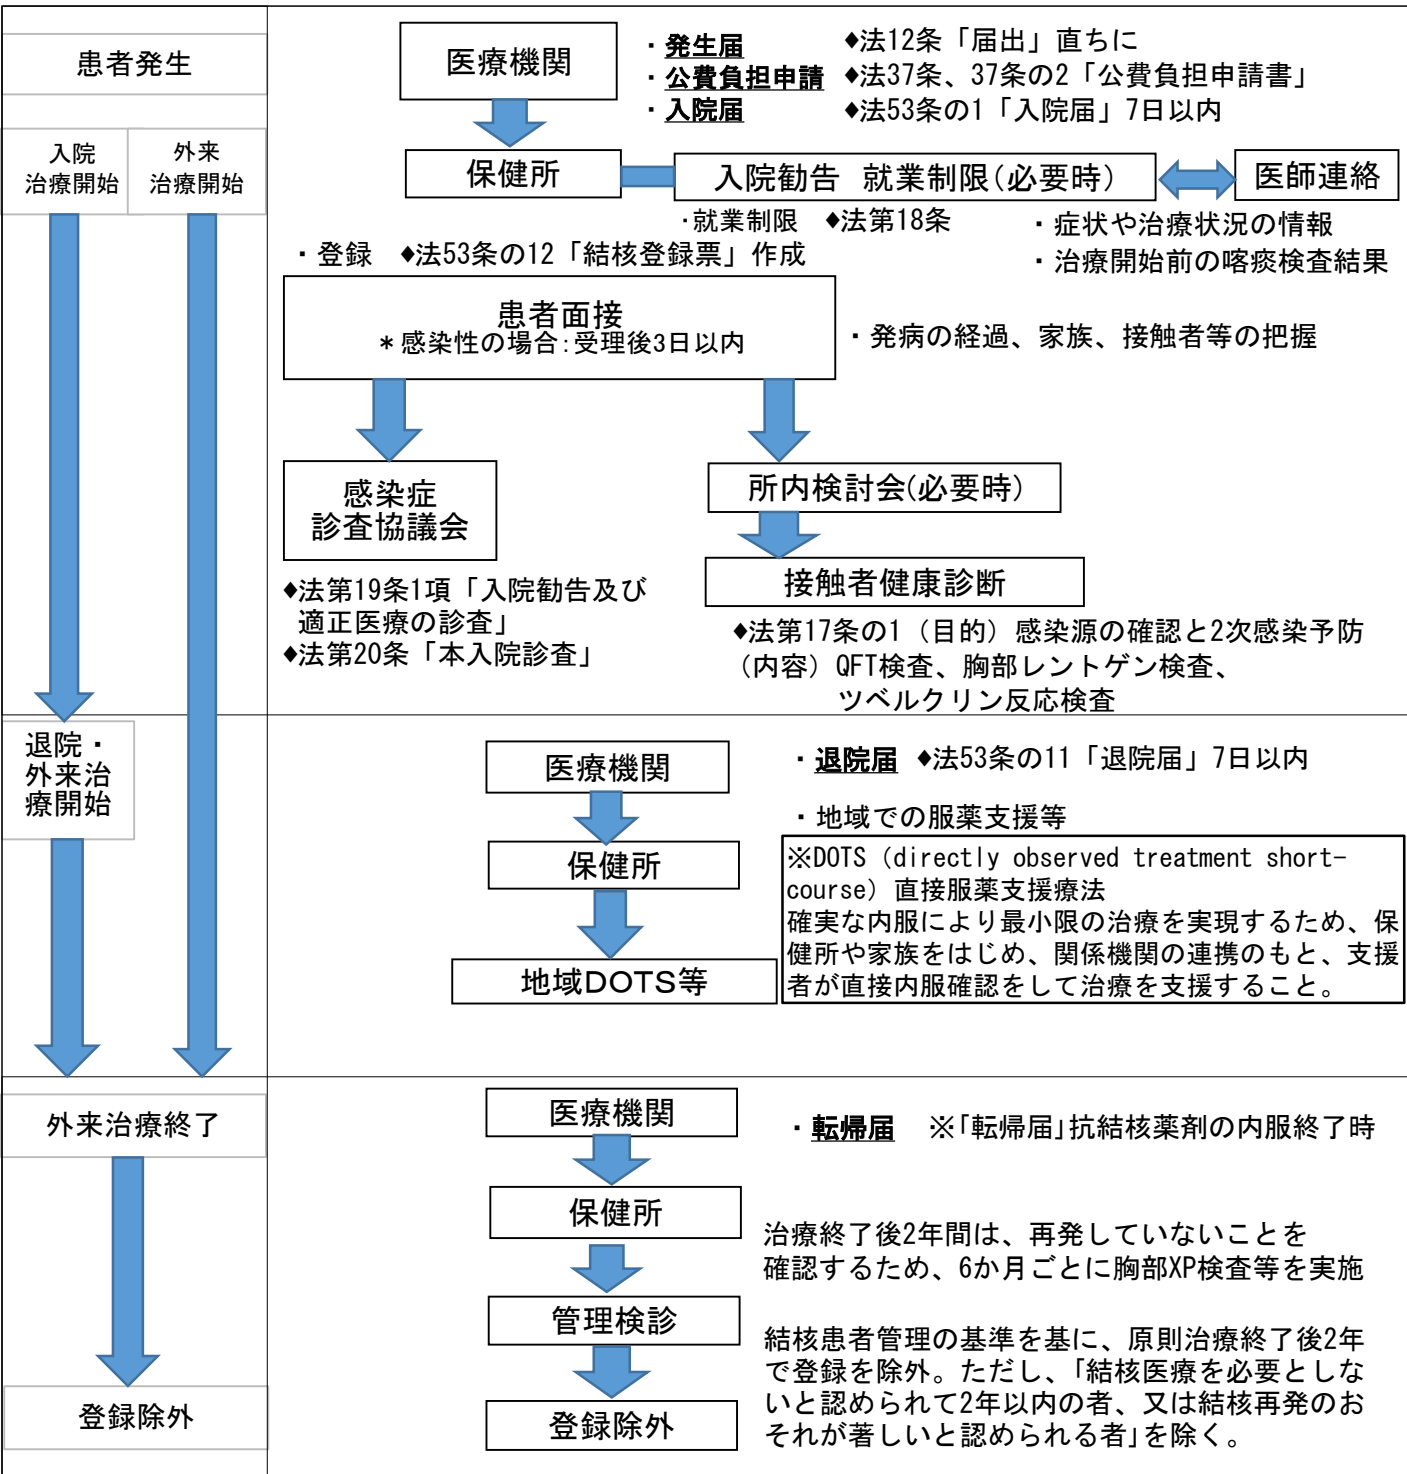 患者発生
入院
治療開始
外来
治療開始
医療機関
・発生届 ◆法12条「届出」直ちに
・公費負担申請 ◆法37条、37条の2「公費負担申請書」
・入院届 ◆法53条の1「入院届」7日以内
保健所
入院勧告 就業制限(必要時)
医師連絡
・就業制限 ◆法第18条
・症状や治療状況の情報
・治療開始前の喀痰検査結果
・登録 ◆法53条の12「結核登録票」作成
患者面接
＊感染性の場合:受理後3日以内
・発病の経過、家族、接触者等の把握
感染症
診査協議会
◆法第19条1項「入院勧告及び
適正医療の診査」
◆法第20条「本入院診査」
所内検討会(必要時)
接触者健康診断
◆法第17条の1（目的）感染源の確認と2次感染予防
（内容）QFT検査、胸部レントゲン検査、
ツベルクリン反応検査
退院・
外来治
療開始
医療機関
・退院届 ◆法53条の11「退院届」7日以内
保健所
・地域での服薬支援等
地域DOTS等
※DOTS（directly observed treatment short-
course）直接服薬支援療法
確実な内服により最小限の治療を実現するため、保
健所や家族をはじめ、関係機関の連携のもと、支援
者が直接内服確認をして治療を支援すること。
外来治療終了
医療機関
・転帰届 ※「転帰届」抗結核薬剤の内服終了時
保健所
治療終了後2年間は、再発していないことを
確認するため、6か月ごとに胸部XP検査等を実施
管理検診
登録除外
登録除外
結核患者管理の基準を基に、原則治療終了後2年
で登録を除外。ただし、「結核医療を必要としな
いと認められて2年以内の者、又は結核再発のお
それが著しいと認められる者」を除く。